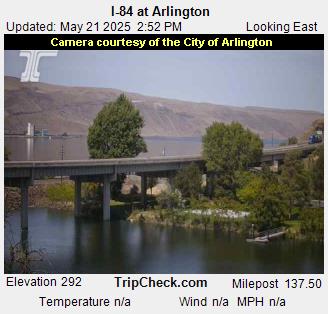 I-84 at Arlington
Updated: May 21 2025 2:52 PM Looking East
Camera courtesy of the City of Arlington
Elevation 292 TripCheck.com Milepost 137.50
Temperature n/a Wind n/a MPH n/a